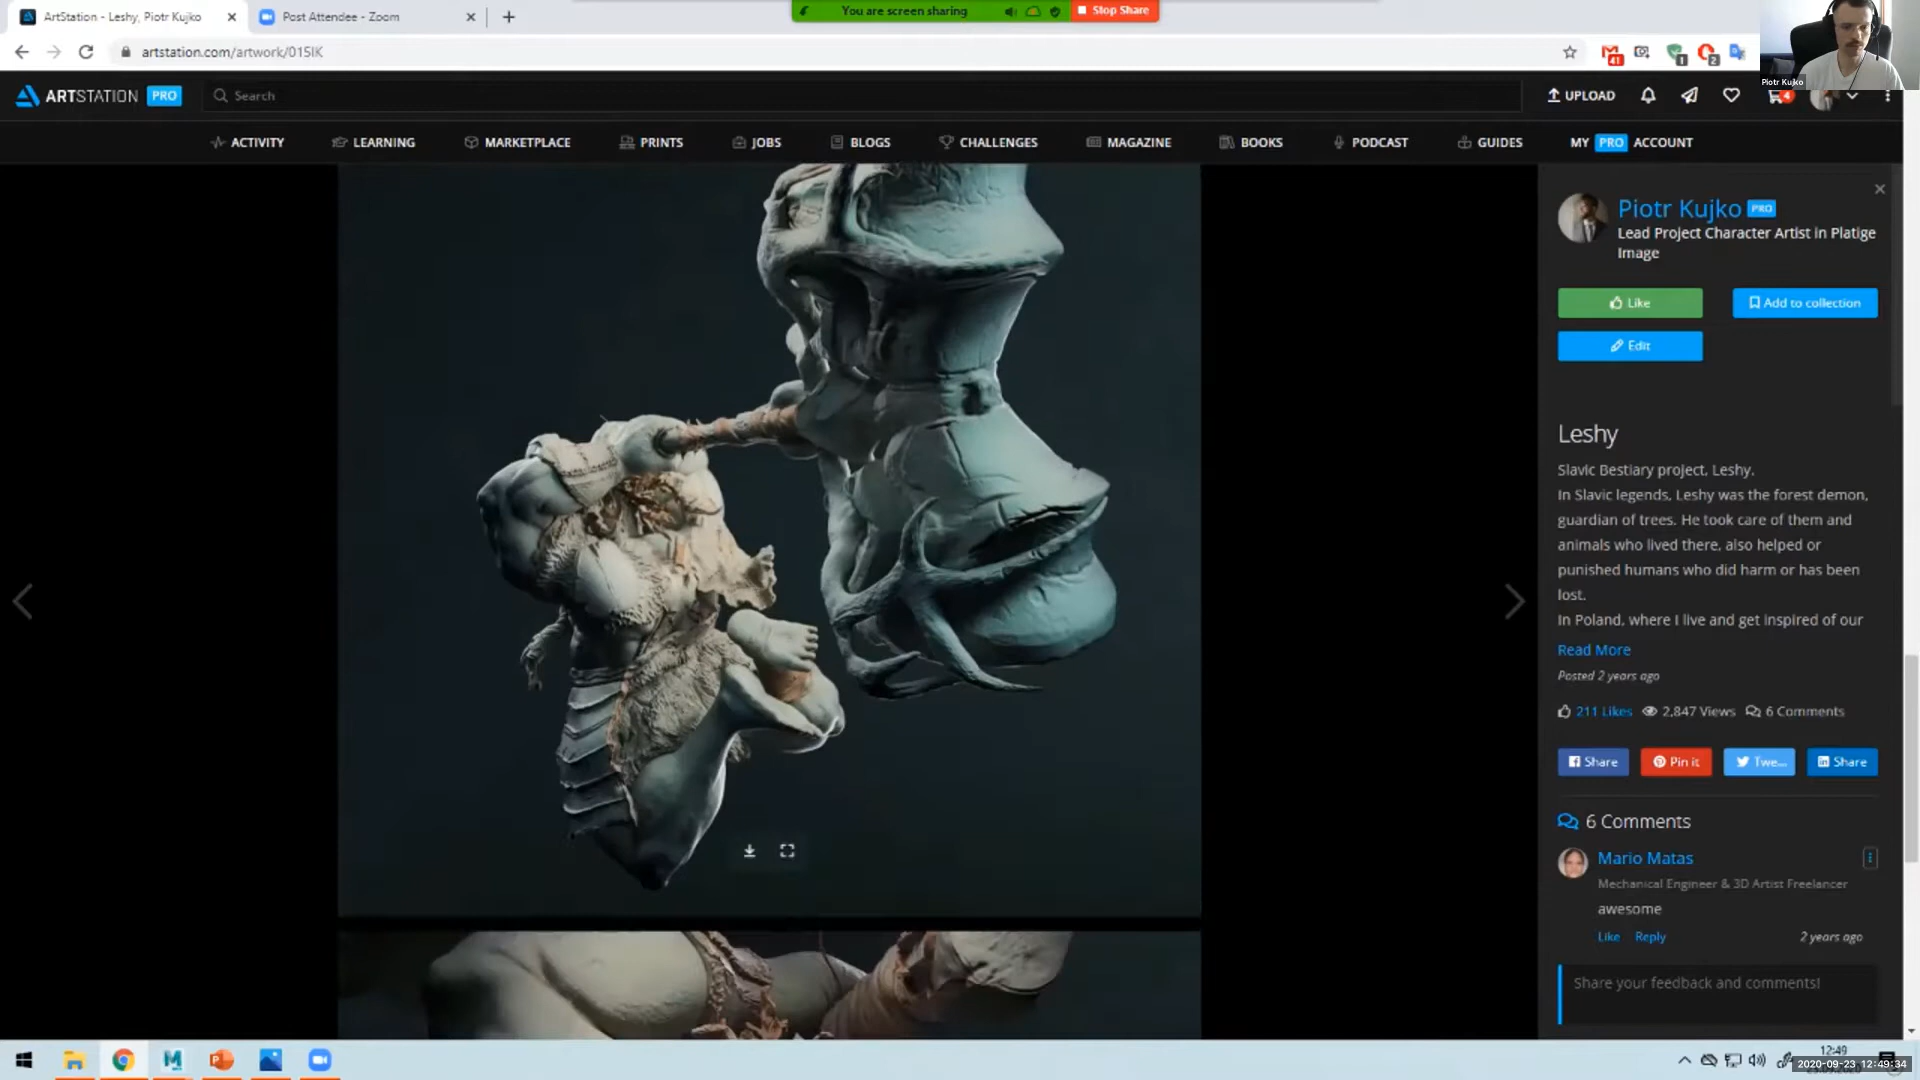 ArtStation - Leshy, Piotr Kujko
Post Attendee - Zoom
You are screen sharing
Stop Share
artstation.com/artwork/015lK
41
1
2
Piotr Kujko
ARTSTATION PRO
Search
UPLOAD
4
ACTIVITY
LEARNING
MARKETPLACE
PRINTS
JOBS
BLOGS
CHALLENGES
MAGAZINE
BOOKS
PODCAST
GUIDES
MY PRO ACCOUNT
Piotr Kujko PRO
Lead Project Character Artist in Platige
Image
Like
Add to collection
Edit
Leshy
Slavic Bestiary project, Leshy.
In Slavic legends, Leshy was the forest demon,
guardian of trees. He took care of them and
animals who lived there, also helped or
punished humans who did harm or has been
lost.
In Poland, where I live and get inspired of our
Read More
Posted 2 years ago
211 Likes 2,847 Views 6 Comments
Share
Pin it
Twe...
Share
6 Comments
Mario Matas
Mechanical Engineer & 3D Artist Freelancer
awesome
Like Reply 2 years ago
Share your feedback and comments!
12:49
2020-09-23 12:49:34